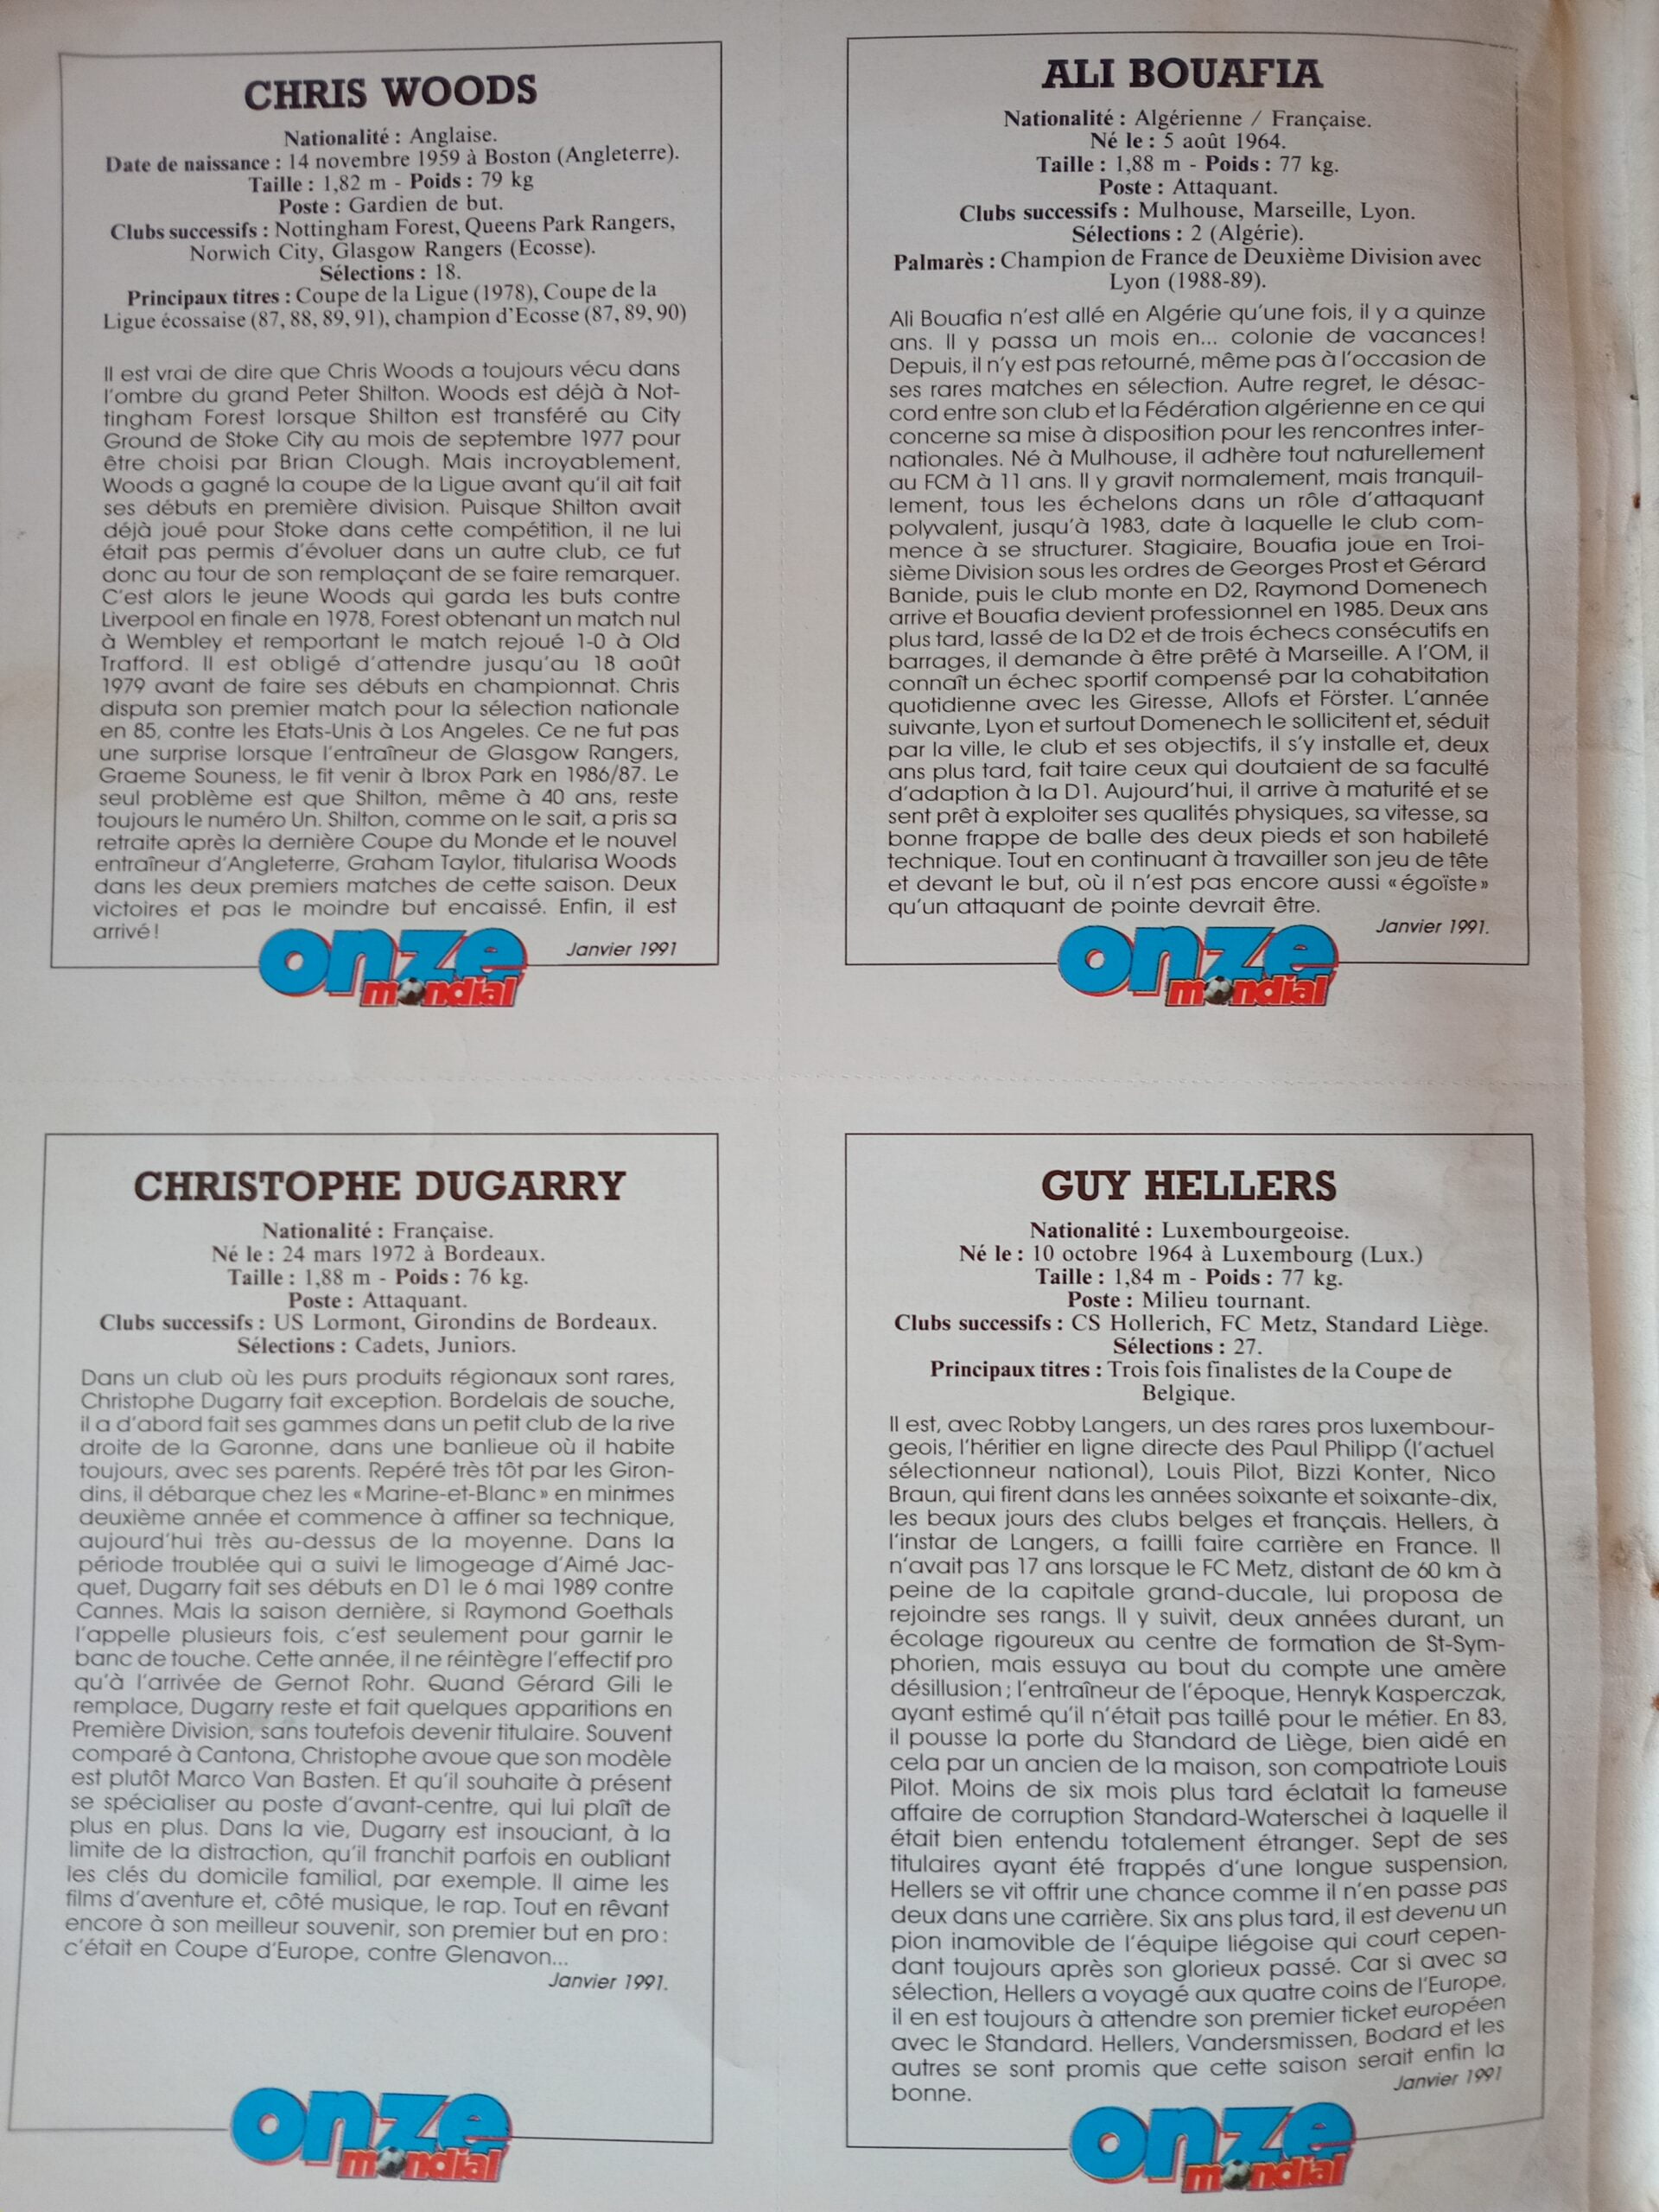 CHRIS WOODS
Nationalité : Anglaise.
Date de naissance : 14 novembre 1959 à Boston (Angleterre).
Taille : 1,82 m - Poids : 79 kg
Poste : Gardien de but.
Clubs successifs : Nottingham Forest, Queens Park Rangers,
Norwich City, Glasgow Rangers (Ecosse).
Sélections : 18.
Principaux titres : Coupe de la Ligue (1978), Coupe de la
Ligue écossaise (87, 88, 89, 91), champion d'Ecosse (87, 89, 90)
Il est vrai de dire que Chris Woods a toujours vécu dans
l'ombre du grand Peter Shilton. Woods est déjà à Not-
tingham Forest lorsque Shilton est transféré au City
Ground de Stoke City au mois de septembre 1977 pour
être choisi par Brian Clough. Mais incroyablement,
Woods a gagné la coupe de la Ligue avant qu'il ait fait
ses débuts en première division. Puisque Shilton avait
déjà joué pour Stoke dans cette compétition, il ne lui
était pas permis d'évoluer dans un autre club, ce fut
donc au tour de son remplaçant de se faire remarquer.
C'est alors le jeune Woods qui garda les buts contre
Liverpool en finale en 1978, Forest obtenant un match nul
à Wembley et remportant le match rejoué 1-0 à Old
Trafford. Il est obligé d'attendre jusqu'au 18 août
1979 avant de faire ses débuts en championnat. Chris
disputa son premier match pour la sélection nationale
en 85, contre les Etats-Unis à Los Angeles. Ce ne fut pas
une surprise lorsque l'entraîneur de Glasgow Rangers,
Graeme Souness, le fit venir à Ibrox Park en 1986/87. Le
seul problème est que Shilton, même à 40 ans, reste
toujours le numéro Un. Shilton, comme on le sait, a pris sa
retraite après la dernière Coupe du Monde et le nouvel
entraîneur d'Angleterre, Graham Taylor, titularisa Woods
dans les deux premiers matches de cette saison. Deux
victoires et pas le moindre but encaissé. Enfin, il est
arrivé !
Janvier 1991
onze
mondial
ALI BOUAFIA
Nationalité : Algérienne / Française.
Né le : 5 août 1964.
Taille : 1,88 m - Poids : 77 kg.
Poste : Attaquant.
Clubs successifs : Mulhouse, Marseille, Lyon.
Sélections : 2 (Algérie).
Palmarès : Champion de France de Deuxième Division avec
Lyon (1988-89).
Ali Bouafia n'est allé en Algérie qu'une fois, il y a quinze
ans. Il y passa un mois en... colonie de vacances !
Depuis, il n'y est pas retourné, même pas à l'occasion de
ses rares matches en sélection. Autre regret, le désac-
cord entre son club et la Fédération algérienne en ce qui
concerne sa mise à disposition pour les rencontres inter-
nationales. Né à Mulhouse, il adhère tout naturellement
au FCM à 11 ans. Il y gravit normalement, mais tranquil-
lement, tous les échelons dans un rôle d'attaquant
polyvalent, jusqu'à 1983, date à laquelle le club com-
mence à se structurer. Stagiaire, Bouafia joue en Troi-
sième Division sous les ordres de Georges Prost et Gérard
Banide, puis le club monte en D2, Raymond Domenech
arrive et Bouafia devient professionnel en 1985. Deux ans
plus tard, lassé de la D2 et de trois échecs consécutifs en
barrages, il demande à être prêté à Marseille. A l'OM, il
connaît un échec sportif compensé par la cohabitation
quotidienne avec les Giresse, Allofs et Förster. L'année
suivante, Lyon et surtout Domenech le sollicitent et, séduit
par la ville, le club et ses objectifs, il s'y installe et, deux
ans plus tard, fait taire ceux qui doutaient de sa faculté
d'adaption à la D1. Aujourd'hui, il arrive à maturité et se
sent prêt à exploiter ses qualités physiques, sa vitesse, sa
bonne frappe de balle des deux pieds et son habileté
technique. Tout en continuant à travailler son jeu de tête
et devant le but, où il n'est pas encore aussi « égoïste »
qu'un attaquant de pointe devrait être.
Janvier 1991.
onze
mondial
CHRISTOPHE DUGARRY
Nationalité : Française.
Né le : 24 mars 1972 à Bordeaux.
Taille : 1,88 m - Poids : 76 kg.
Poste : Attaquant.
Clubs successifs : US Lormont, Girondins de Bordeaux.
Sélections : Cadets, Juniors.
Dans un club où les purs produits régionaux sont rares,
Christophe Dugarry fait exception. Bordelais de souche,
il a d'abord fait ses gammes dans un petit club de la rive
droite de la Garonne, dans une banlieue où il habite
toujours, avec ses parents. Repéré très tôt par les Giron-
dins, il débarque chez les « Marine-et-Blanc » en minimes
deuxième année et commence à affiner sa technique,
aujourd'hui très au-dessus de la moyenne. Dans la
période troublée qui a suivi le limogeage d'Aimé Jac-
quet, Dugarry fait ses débuts en D1 le 6 mai 1989 contre
Cannes. Mais la saison dernière, si Raymond Goethals
l'appelle plusieurs fois, c'est seulement pour garnir le
banc de touche. Cette année, il ne réintègre l'effectif pro
qu'à l'arrivée de Gernot Rohr. Quand Gérard Gili le
remplace, Dugarry reste et fait quelques apparitions en
Première Division, sans toutefois devenir titulaire. Souvent
comparé à Cantona, Christophe avoue que son modèle
est plutôt Marco Van Basten. Et qu'il souhaite à présent
se spécialiser au poste d'avant-centre, qui lui plaît de
plus en plus. Dans la vie, Dugarry est insouciant, à la
limite de la distraction, qu'il franchit parfois en oubliant
les clés du domicile familial, par exemple. Il aime les
films d'aventure et, côté musique, le rap. Tout en rêvant
encore à son meilleur souvenir, son premier but en pro :
c'était en Coupe d'Europe, contre Glenavon...
Janvier 1991.
onze
mondial
GUY HELLERS
Nationalité : Luxembourgeoise.
Né le : 10 octobre 1964 à Luxembourg (Lux.)
Taille : 1,84 m - Poids : 77 kg.
Poste : Milieu tournant.
Clubs successifs : CS Hollerich, FC Metz, Standard Liège.
Sélections : 27.
Principaux titres : Trois fois finalistes de la Coupe de
Belgique.
Il est, avec Robby Langers, un des rares pros luxembour-
geois, l'héritier en ligne directe des Paul Philipp (l'actuel
sélectionneur national), Louis Pilot, Bizzi Konter, Nico
Braun, qui firent dans les années soixante et soixante-dix,
les beaux jours des clubs belges et français. Hellers, à
l'instar de Langers, a failli faire carrière en France. Il
n'avait pas 17 ans lorsque le FC Metz, distant de 60 km à
peine de la capitale grand-ducale, lui proposa de
rejoindre ses rangs. Il y suivit, deux années durant, un
écolage rigoureux au centre de formation de St-Sym-
phorien, mais essuya au bout du compte une amère
désillusion ; l'entraîneur de l'époque, Henryk Kasperczak,
ayant estimé qu'il n'était pas taillé pour le métier. En 83,
il pousse la porte du Standard de Liège, bien aidé en
cela par un ancien de la maison, son compatriote Louis
Pilot. Moins de six mois plus tard éclatait la fameuse
affaire de corruption Standard-Waterschei à laquelle il
était bien entendu totalement étranger. Sept de ses
titulaires ayant été frappés d'une longue suspension,
Hellers se vit offrir une chance comme il n'en passe pas
deux dans une carrière. Six ans plus tard, il est devenu un
pion inamovible de l'équipe liégoise qui court cepen-
dant toujours après son glorieux passé. Car si avec sa
sélection, Hellers a voyagé aux quatre coins de l'Europe,
il en est toujours à attendre son premier ticket européen
avec le Standard. Hellers, Vandersmissen, Bodard et les
autres se sont promis que cette saison serait enfin la
bonne.
Janvier 1991
onze
mondial